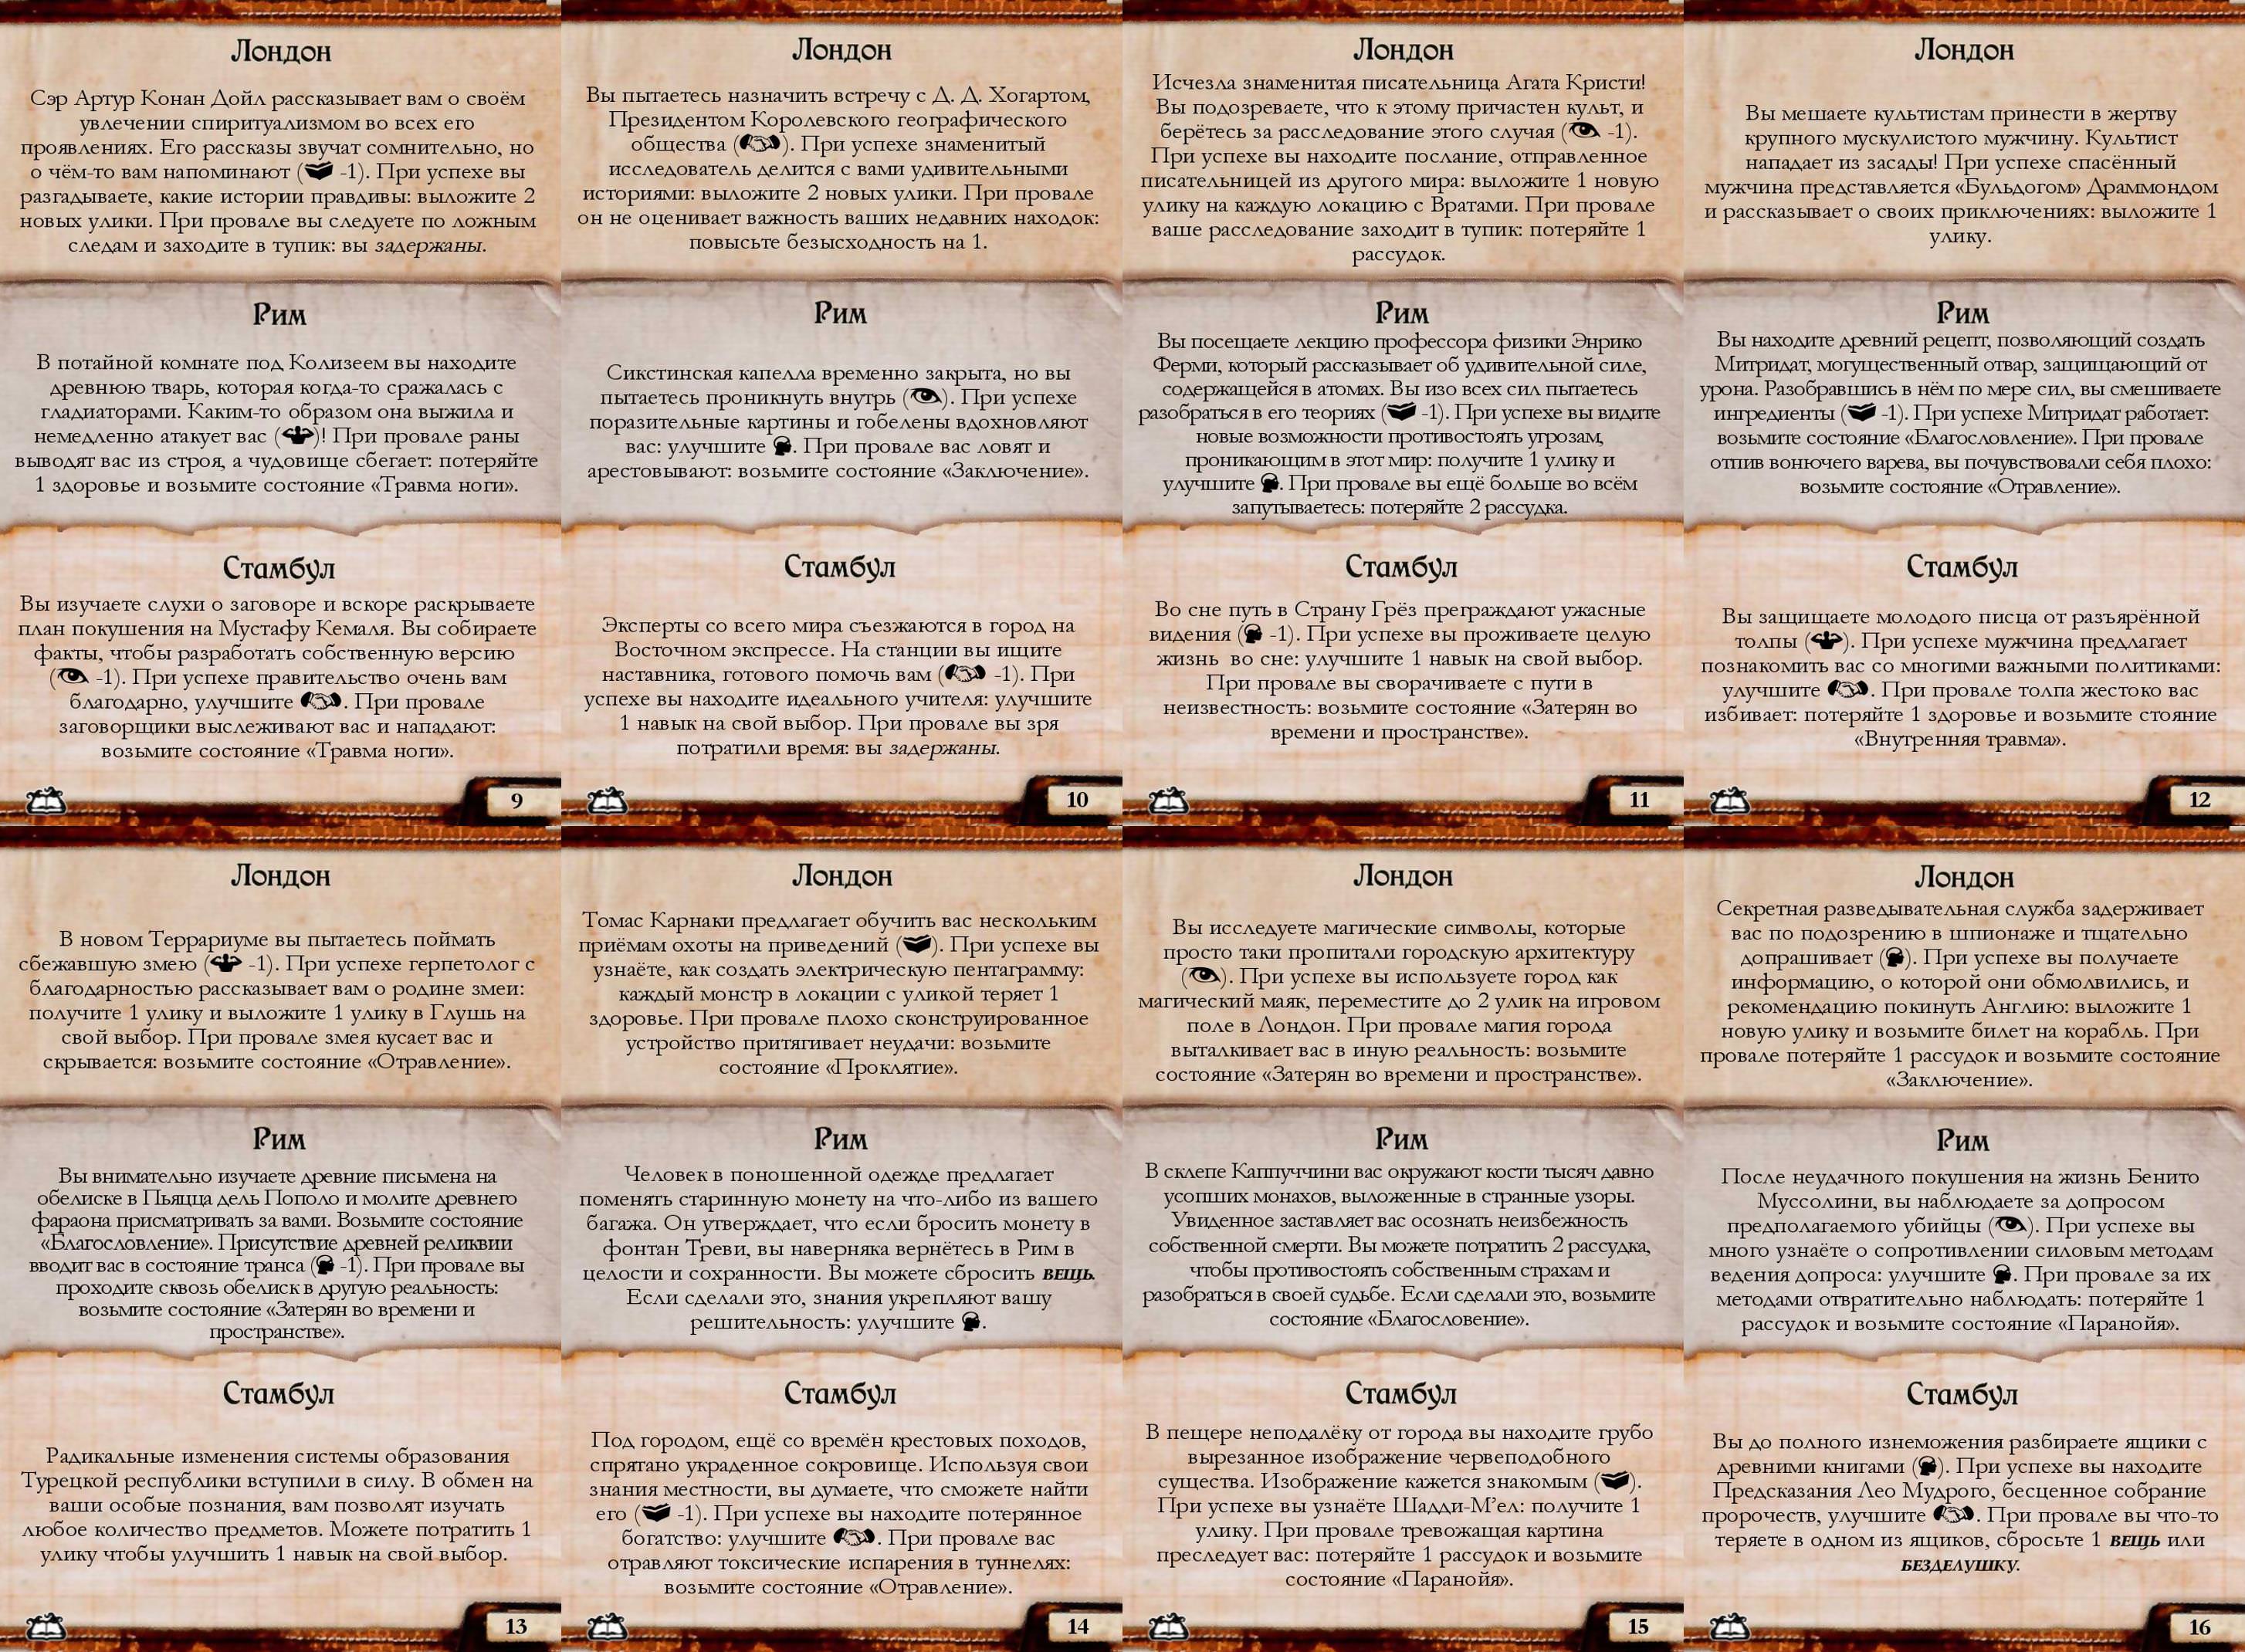 Лондон
Сэр Артур Конан Дойл рассказывает вам о своём
увлечении спиритуализмом во всех его
проявлениях. Его рассказы звучат сомнительно, но
о чём-то вам напоминают ( -1). При успехе вы
разгадываете, какие истории правдивы: выложите 2
новых улики. При провале вы следуете по ложным
следам и заходите в тупик: вы задержаны.
Рим
В потайной комнате под Колизеем вы находите
древнюю тварь, которая когда-то сражалась с
гладиаторами. Каким-то образом она выжила и
немедленно атакует вас ( )! При провале раны
выводят вас из строя, а чудовище сбегает: потеряйте
1 здоровье и возьмите состояние «Травма ноги».
Стамбул
Вы изучаете слухи о заговоре и вскоре раскрываете
план покушения на Мустафу Кемаля. Вы собираете
факты, чтобы разработать собственную версию
( -1). При успехе правительство очень вам
благодарно, улучшите . При провале
заговорщики выслеживают вас и нападают:
возьмите состояние «Травма ноги».
9
Лондон
Вы пытаетесь назначить встречу с Д. Д. Хогартом,
Президентом Королевского географического
общества ( ). При успехе знаменитый
исследователь делится с вами удивительными
историями: выложите 2 новых улики. При провале
он не оценивает важность ваших недавних находок:
повысьте безысходность на 1.
Рим
Сикстинская капелла временно закрыта, но вы
пытаетесь проникнуть внутрь ( ). При успехе
поразительные картины и гобелены вдохновляют
вас: улучшите . При провале вас ловят и
арестовывают: возьмите состояние «Заключение».
Стамбул
Эксперты со всего мира съезжаются в город на
Восточном экспрессе. На станции вы ищите
наставника, готового помочь вам ( -1). При
успехе вы находите идеального учителя: улучшите
1 навык на свой выбор. При провале вы зря
потратили время: вы задержаны.
10
Лондон
Исчезла знаменитая писательница Агата Кристи!
Вы подозреваете, что к этому причастен культ, и
берётесь за расследование этого случая ( -1).
При успехе вы находите послание, отправленное
писательницей из другого мира: выложите 1 новую
улику на каждую локацию с Вратами. При провале
ваше расследование заходит в тупик: потеряйте 1
рассудок.
Рим
Вы посещаете лекцию профессора физики Энрико
Ферми, который рассказывает об удивительной силе,
содержащейся в атомах. Вы изо всех сил пытаетесь
разобраться в его теориях ( -1). При успехе вы видите
новые возможности противостоять угрозам,
проникающим в этот мир: получите 1 улику и
улучшите . При провале вы ещё больше во всём
запутываетесь: потеряйте 2 рассудка.
Стамбул
Во сне путь в Страну Грёз преграждают ужасные
видения ( -1). При успехе вы проживаете целую
жизнь во сне: улучшите 1 навык на свой выбор.
При провале вы сворачиваете с пути в
неизвестность: возьмите состояние «Затерян во
времени и пространстве».
11
Лондон
Вы мешаете культистам принести в жертву
крупного мускулистого мужчину. Культист
нападает из засады! При успехе спасённый
мужчина представляется «Бульдогом» Драммондом
и рассказывает о своих приключениях: выложите 1
улику.
Рим
Вы находите древний рецепт, позволяющий создать
Митридат, могущественный отвар, защищающий от
урона. Разобравшись в нём по мере сил, вы смешиваете
ингредиенты ( -1). При успехе Митридат работает:
возьмите состояние «Благословление». При провале
отпив вонючего варева, вы почувствовали себя плохо:
возьмите состояние «Отравление».
Стамбул
Вы защищаете молодого писца от разъярённой
толпы ( ). При успехе мужчина предлагает
познакомить вас со многими важными политиками:
улучшите . При провале толпа жестоко вас
избивает: потеряйте 1 здоровье и возьмите стояние
«Внутренняя травма».
12
Лондон
В новом Террариуме вы пытаетесь поймать
сбежавшую змею ( -1). При успехе герпетолог с
благодарностью рассказывает вам о родине змеи:
получите 1 улику и выложите 1 улику в Глушь на
свой выбор. При провале змея кусает вас и
скрывается: возьмите состояние «Отравление».
Рим
Вы внимательно изучаете древние письмена на
обелиске в Пьяцца дель Пополо и молите древнего
фараона присматривать за вами. Возьмите состояние
«Благословление». Присутствие древней реликвии
вводит вас в состояние транса ( -1). При провале вы
проходите сквозь обелиск в другую реальность:
возьмите состояние «Затерян во времени и
пространстве».
Стамбул
Радикальные изменения системы образования
Турецкой республики вступили в силу. В обмен на
ваши особые познания, вам позволят изучать
любое количество предметов. Можете потратить 1
улику чтобы улучшить 1 навык на свой выбор.
13
Лондон
Томас Карнаки предлагает обучить вас нескольким
приёмам охоты на приведений ( ). При успехе вы
узнаёте, как создать электрическую пентаграмму:
каждый монстр в локации с уликой теряет 1
здоровье. При провале плохо сконструированное
устройство притягивает неудачи: возьмите
состояние «Проклятие».
Рим
Человек в поношенной одежде предлагает
поменять старинную монету на что-либо из вашего
багажа. Он утверждает, что если бросить монету в
фонтан Треви, вы наверняка вернётесь в Рим в
целости и сохранности. Вы можете сбросить ВЕЩЬ.
Если сделали это, знания укрепляют вашу
решительность: улучшите .
Стамбул
Под городом, ещё со времён крестовых походов,
спрятано украденное сокровище. Используя свои
знания местности, вы думаете, что сможете найти
его ( -1). При успехе вы находите потерянное
богатство: улучшите . При провале вас
отравляют токсические испарения в туннелях:
возьмите состояние «Отравление».
14
Лондон
Вы исследуете магические символы, которые
просто таки пропитали городскую архитектуру
( ). При успехе вы используете город как
магический маяк, переместите до 2 улик на игровом
поле в Лондон. При провале магия города
выталкивает вас в иную реальность: возьмите
состояние «Затерян во времени и пространстве».
Рим
В склепе Каппуччини вас окружают кости тысяч давно
усопших монахов, выложенные в странные узоры.
Увиденное заставляет вас осознать неизбежность
собственной смерти. Вы можете потратить 2 рассудка,
чтобы противостоять собственным страхам и
разобраться в своей судьбе. Если сделали это, возьмите
состояние «Благословение».
Стамбул
В пещере неподалёку от города вы находите грубо
вырезанное изображение червеподобного
существа. Изображение кажется знакомым ( ).
При успехе вы узнаёте Шадди-М’ел: получите 1
улику. При провале тревожащая картина
преследует вас: потеряйте 1 рассудок и возьмите
состояние «Паранойя».
15
Лондон
Секретная разведывательная служба задерживает
вас по подозрению в шпионаже и тщательно
допрашивает ( ). При успехе вы получаете
информацию, о которой они обмолвились, и
рекомендацию покинуть Англию: выложите 1
новую улику и возьмите билет на корабль. При
провале потеряйте 1 рассудок и возьмите состояние
«Заключение».
Рим
После неудачного покушения на жизнь Бенито
Муссолини, вы наблюдаете за допросом
предполагаемого убийцы ( ). При успехе вы
много узнаёте о сопротивлении силовым методам
ведения допроса: улучшите . При провале за их
методами отвратительно наблюдать: потеряйте 1
рассудок и возьмите состояние «Паранойя».
Стамбул
Вы до полного изнеможения разбираете ящики с
древними книгами ( ). При успехе вы находите
Предсказания Лео Мудрого, бесценное собрание
пророчеств, улучшите . При провале вы что-то
теряете в одном из ящиков, сбросьте 1 ВЕЩЬ или
БЕЗДЕЛУШКУ.
16